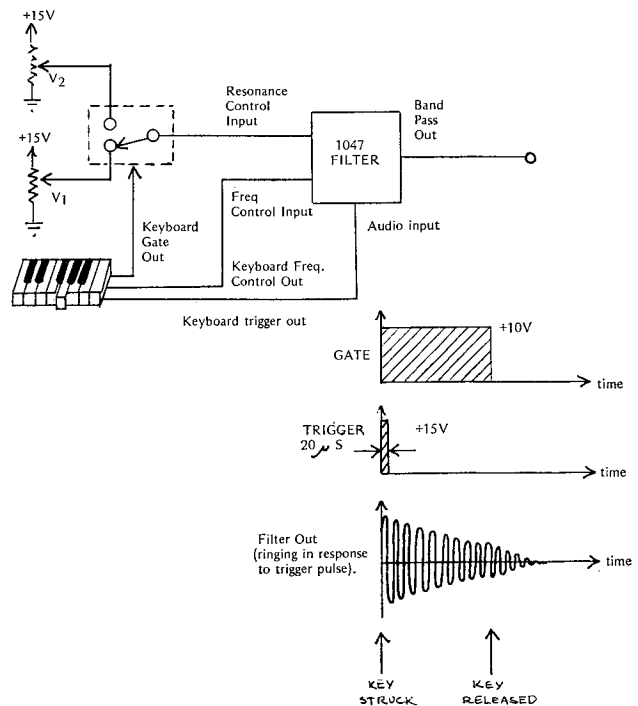 +15V
V2
+15V
V1
Resonance
Control
Input
Band
Pass
Out
1047
FILTER
Freq
Control Input
Audio input
Keyboard
Gate
Out
Keyboard Freq.
Control Out
Keyboard trigger out
GATE
+10V
time
TRIGGER
20 μ S
+15V
time
Filter Out
(ringing in response
to trigger pulse).
time
KEY
STRUCK
KEY
RELEASED